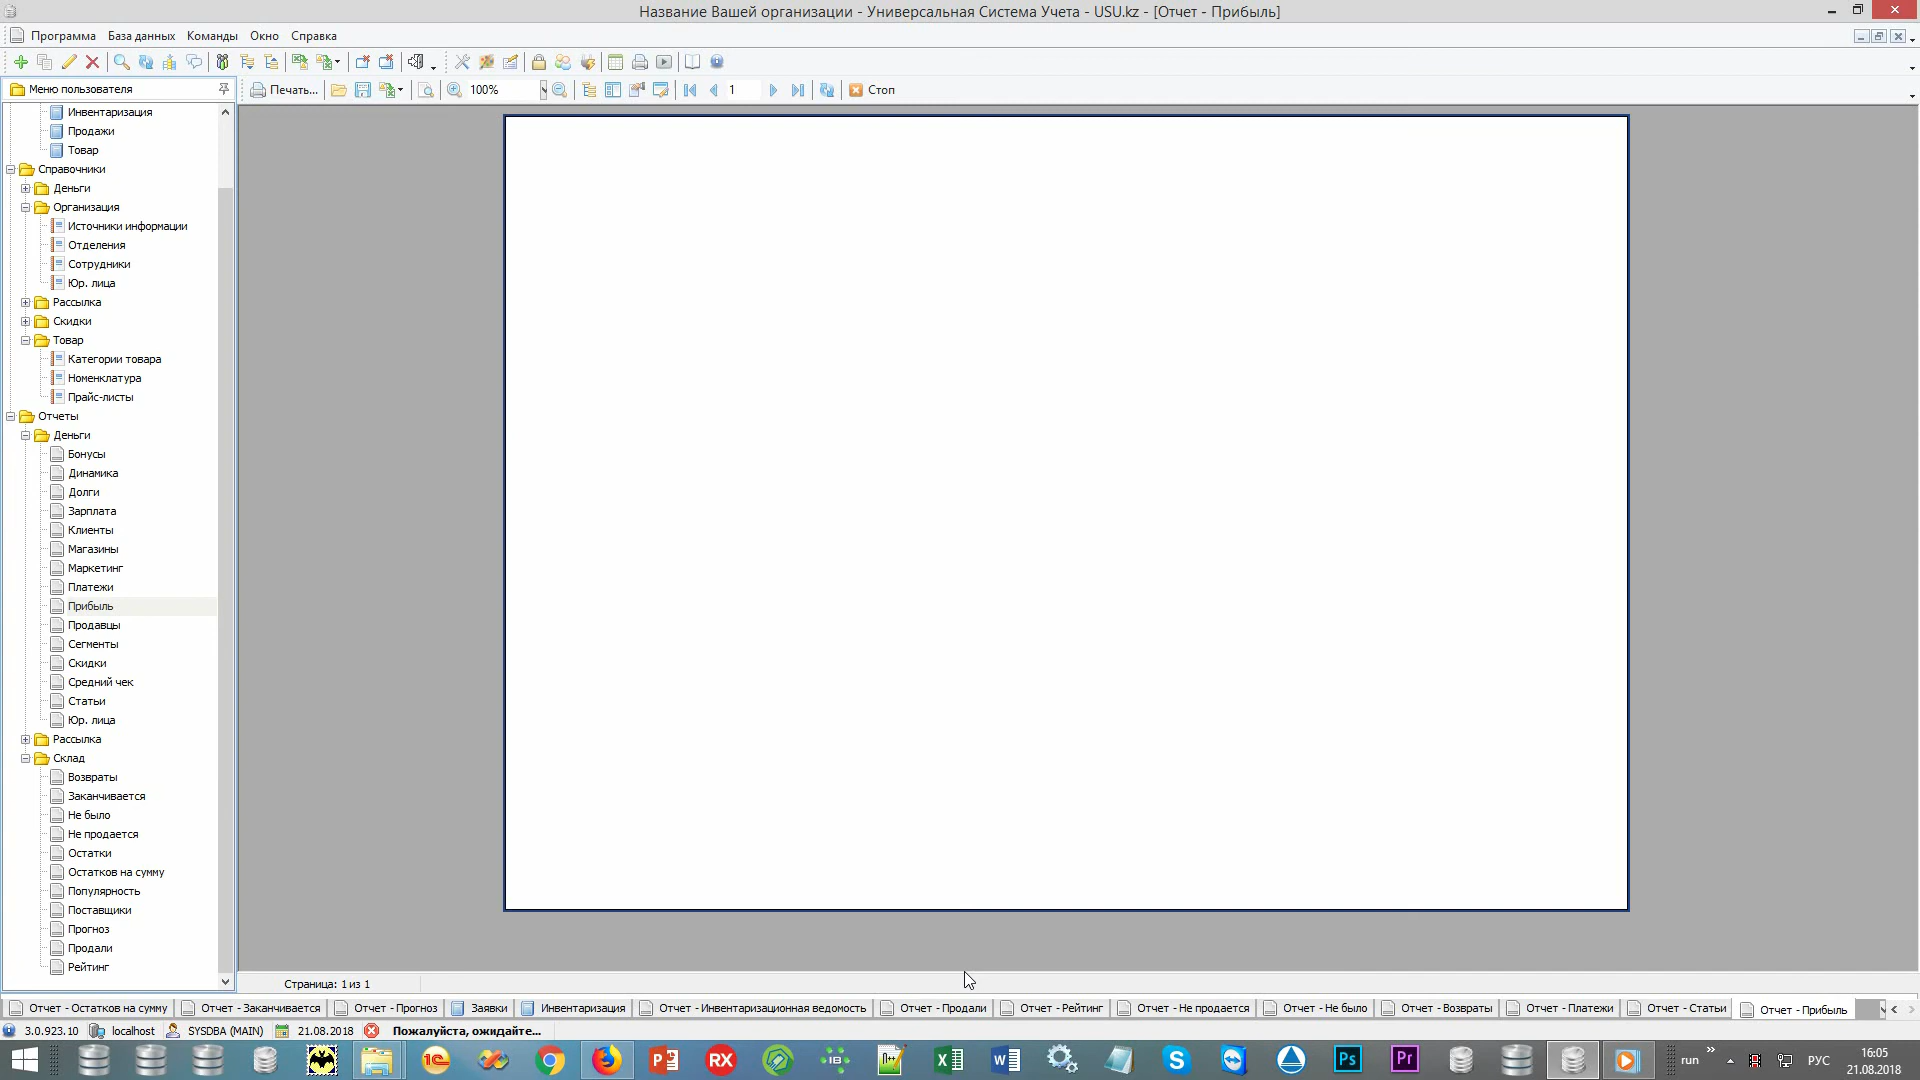 Название Вашей организации - Универсальная Система Учета - USU.kz - [Отчет - Прибыль]
Программа База данных Команды Окно Справка
Меню пользователя
Печать... 100% 1 Стоп
Инвентаризация
Продажи
Товар
Справочники
Деньги
Организация
Источники информации
Отделения
Сотрудники
Юр. лица
Рассылка
Скидки
Товар
Категории товара
Номенклатура
Прайс-листы
Отчеты
Деньги
Бонусы
Динамика
Долги
Зарплата
Клиенты
Магазины
Маркетинг
Платежи
Прибыль
Продавцы
Сегменты
Скидки
Средний чек
Статьи
Юр. лица
Рассылка
Склад
Возвраты
Заканчивается
Не было
Не продается
Остатки
Остатков на сумму
Популярность
Поставщики
Прогноз
Продали
Рейтинг
Страница: 1 из 1
Отчет - Остатков на сумму Отчет - Заканчивается Отчет - Прогноз Заявки Инвентаризация Отчет - Инвентаризационная ведомость Отчет - Продали Отчет - Рейтинг Отчет - Не продается Отчет - Не было Отчет - Возвраты Отчет - Платежи Отчет - Статьи Отчет - Прибыль
3.0.923.10 localhost SYSDBA (MAIN) 21.08.2018 Пожалуйста, ожидайте...
run РУС 16:05
21.08.2018